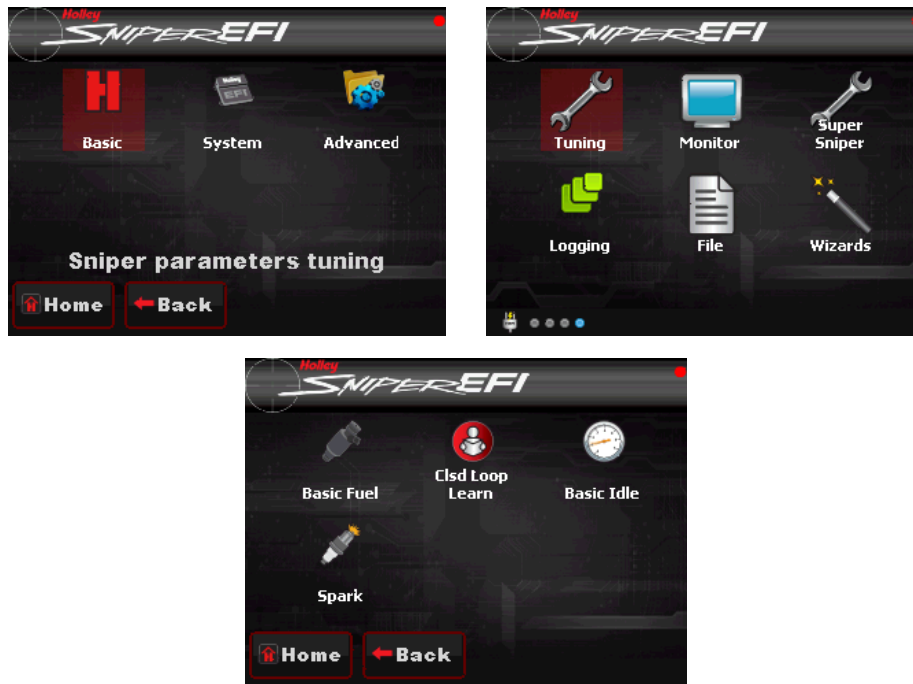 Holley
SNIPER EFI
Basic
System
Advanced
Sniper parameters tuning
Home
Back
Holley
SNIPER EFI
Tuning
Monitor
Super
Sniper
Logging
File
Wizards
Holley
SNIPER EFI
Basic Fuel
Clsd Loop
Learn
Basic Idle
Spark
Home
Back